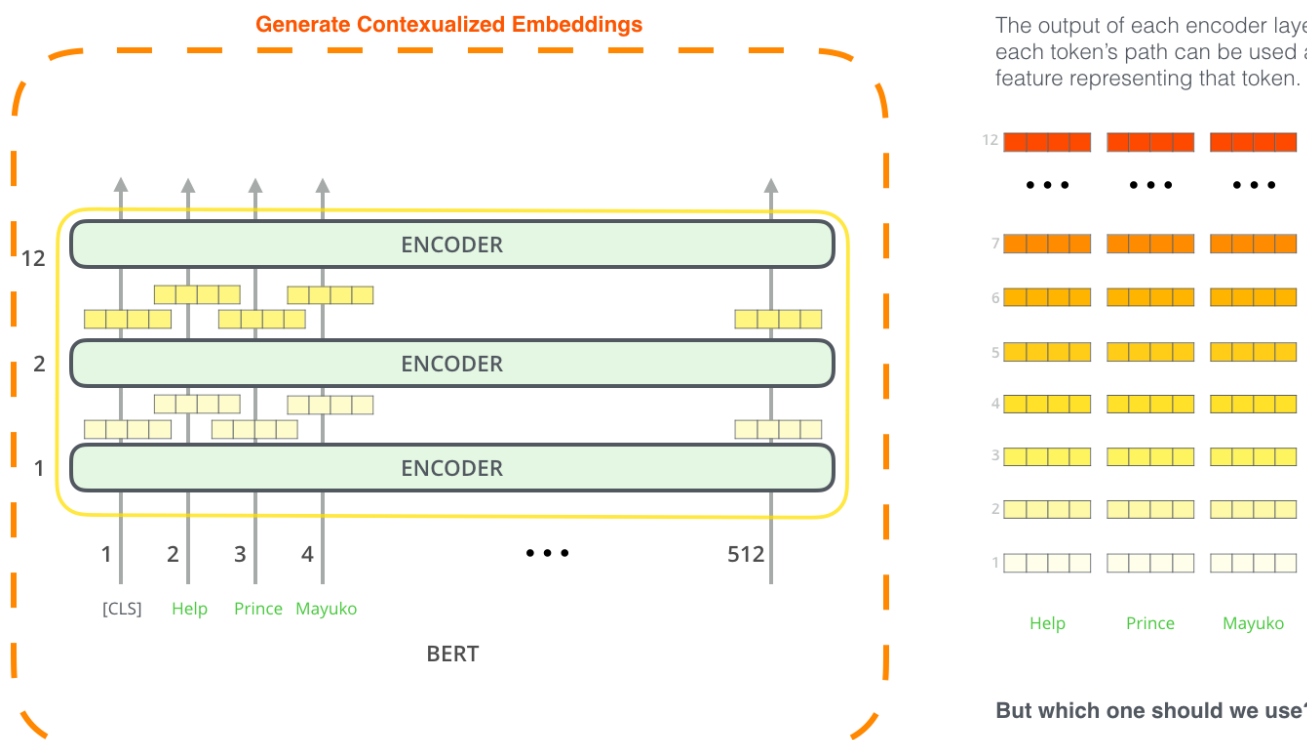 Generate Contexualized Embeddings
12
ENCODER
2
ENCODER
1
ENCODER
1 2 3 4 ••• 512
[CLS] Help Prince Mayuko
BERT
The output of each encoder laye
each token's path can be used a
feature representing that token.
12
•••  •••  •••
7
6
5
4
3
2
1
Help Prince Mayuko
But which one should we use?